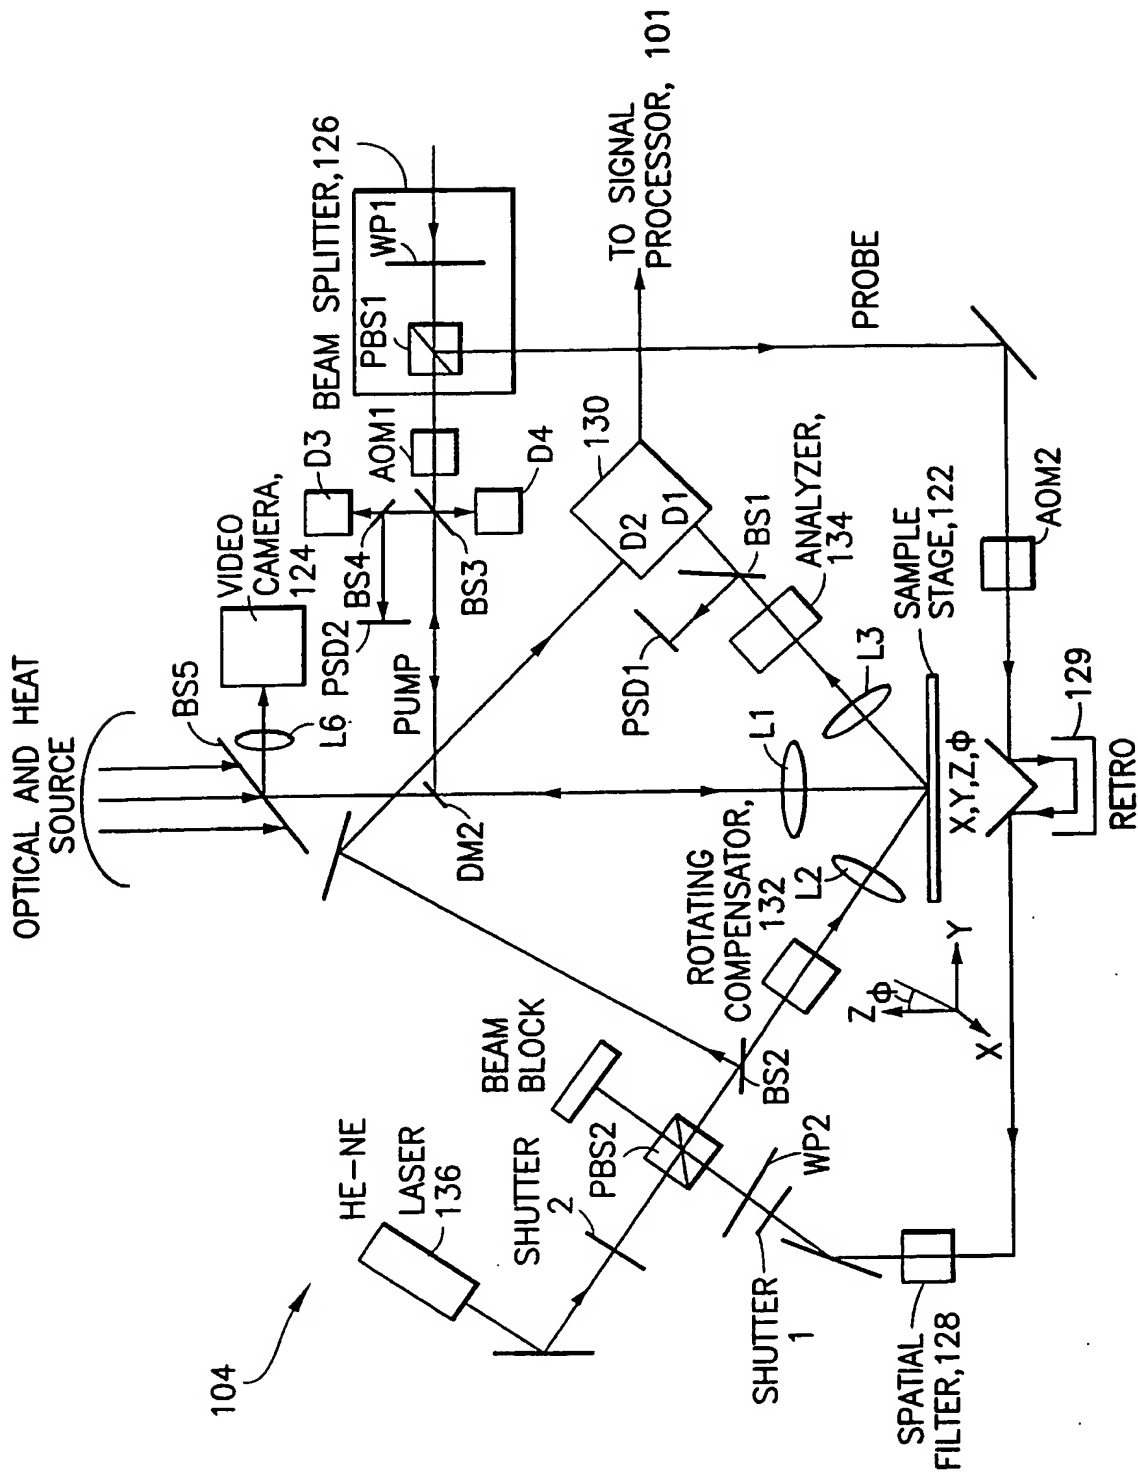 OPTICAL AND HEAT
SOURCE
BS5
VIDEO
CAMERA,
124
L6
PSD2
BS4
D3
BEAM SPLITTER,126
PBS1
WP1
AOM1
BS3
D4
PUMP
DM2
130
D2
D1
TO SIGNAL
PROCESSOR, 101
PROBE
PSD1
BS1
ANALYZER,
134
L1
L3
SAMPLE
STAGE,122
AOM2
X,Y,Z,Φ
129
RETRO
L2
ROTATING
COMPENSATOR,
132
Z
Φ
Y
X
BS2
BEAM
BLOCK
PBS2
HE-NE
LASER
136
SHUTTER
2
WP2
SHUTTER
1
SPATIAL
FILTER,128
104